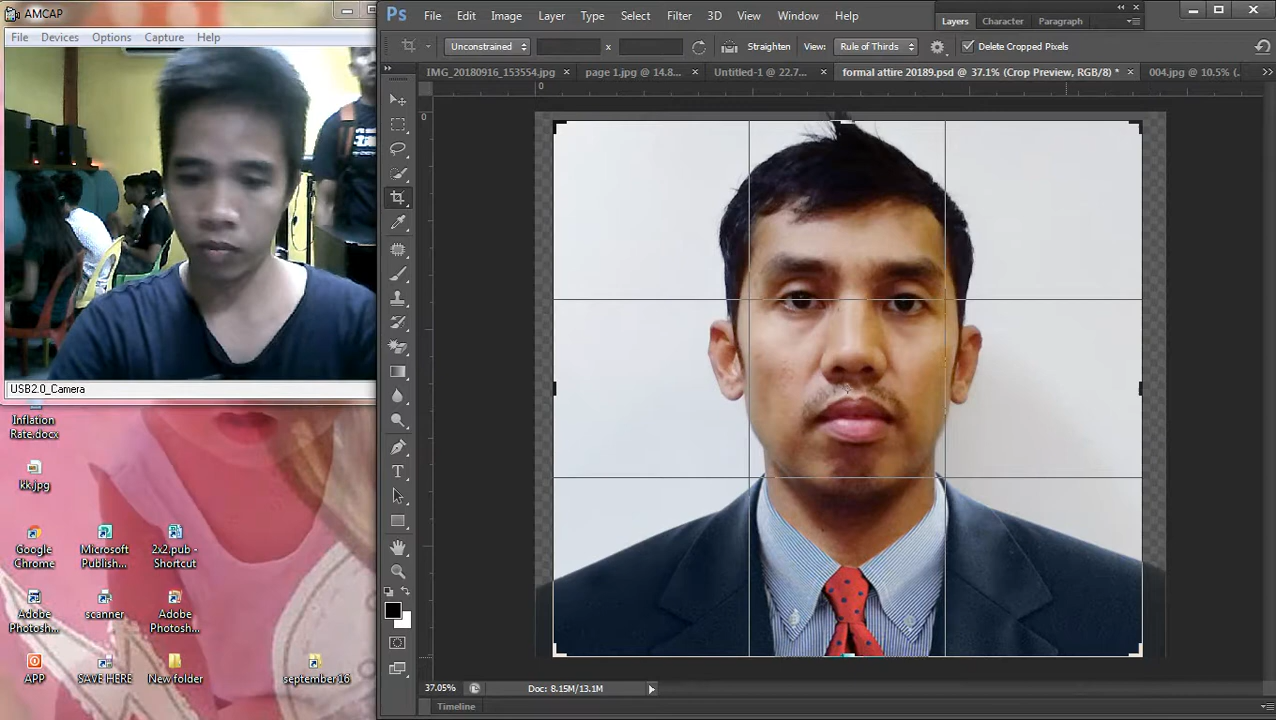 AMCAP
File Devices Options Capture Help
USB2.0_Camera
Inflation Rate.docx
kk.jpg
Google Chrome
Microsoft Publish...
2x2.pub - Shortcut
Adobe Photosh...
scanner
Adobe Photosh...
APP
SAVE HERE
New folder
september 16
Ps File Edit Image Layer Type Select Filter 3D View Window Help
Layers Character Paragraph
Unconstrained x Straighten View: Rule of Thirds Delete Cropped Pixels
IMG_20180916_153554.jpg × page 1.jpg @ 14.8... × Untitled-1 @ 22.7... × formal attire 20189.psd @ 37.1% (Crop Preview, RGB/8) * × 004.jpg @ 10.5% (
0
0
37.05% Doc: 8.15M/13.1M
Timeline